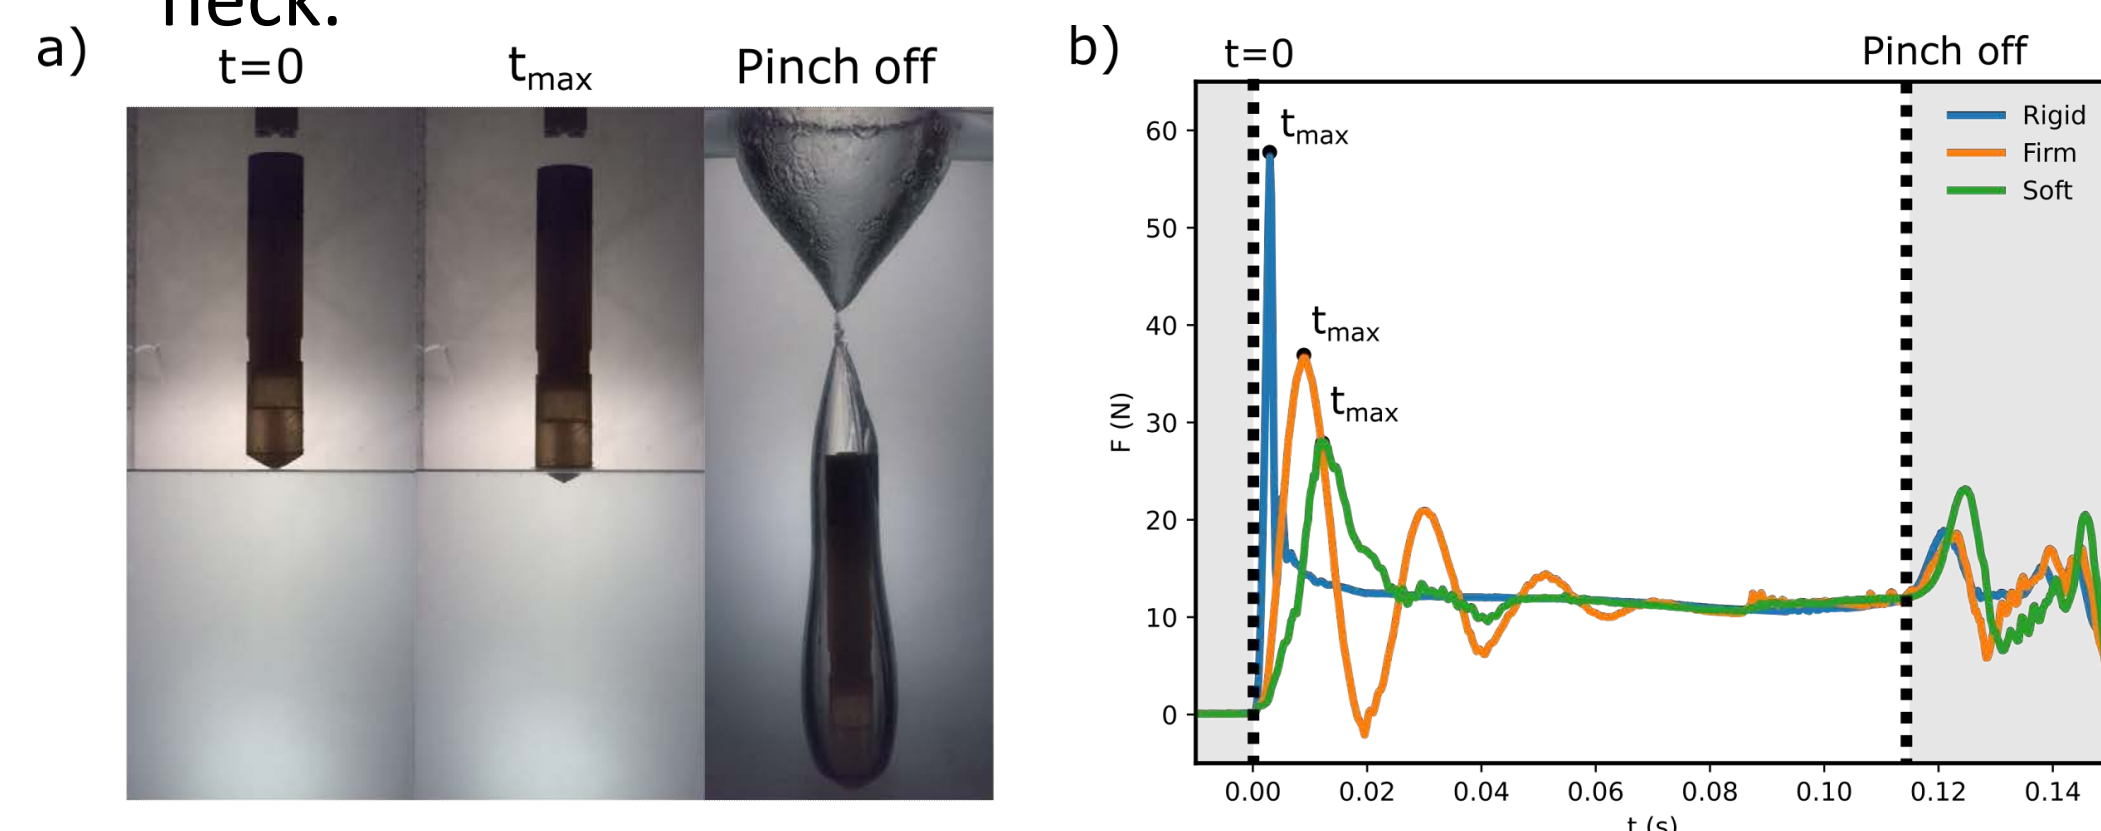 neck.
a)
t=0
tmax
Pinch off
b)
t=0
Pinch off
tmax
tmax
tmax
Rigid
Firm
Soft
F (N)
60
50
40
30
20
10
0
0.00 0.02 0.04 0.06 0.08 0.10 0.12 0.14
t (s)